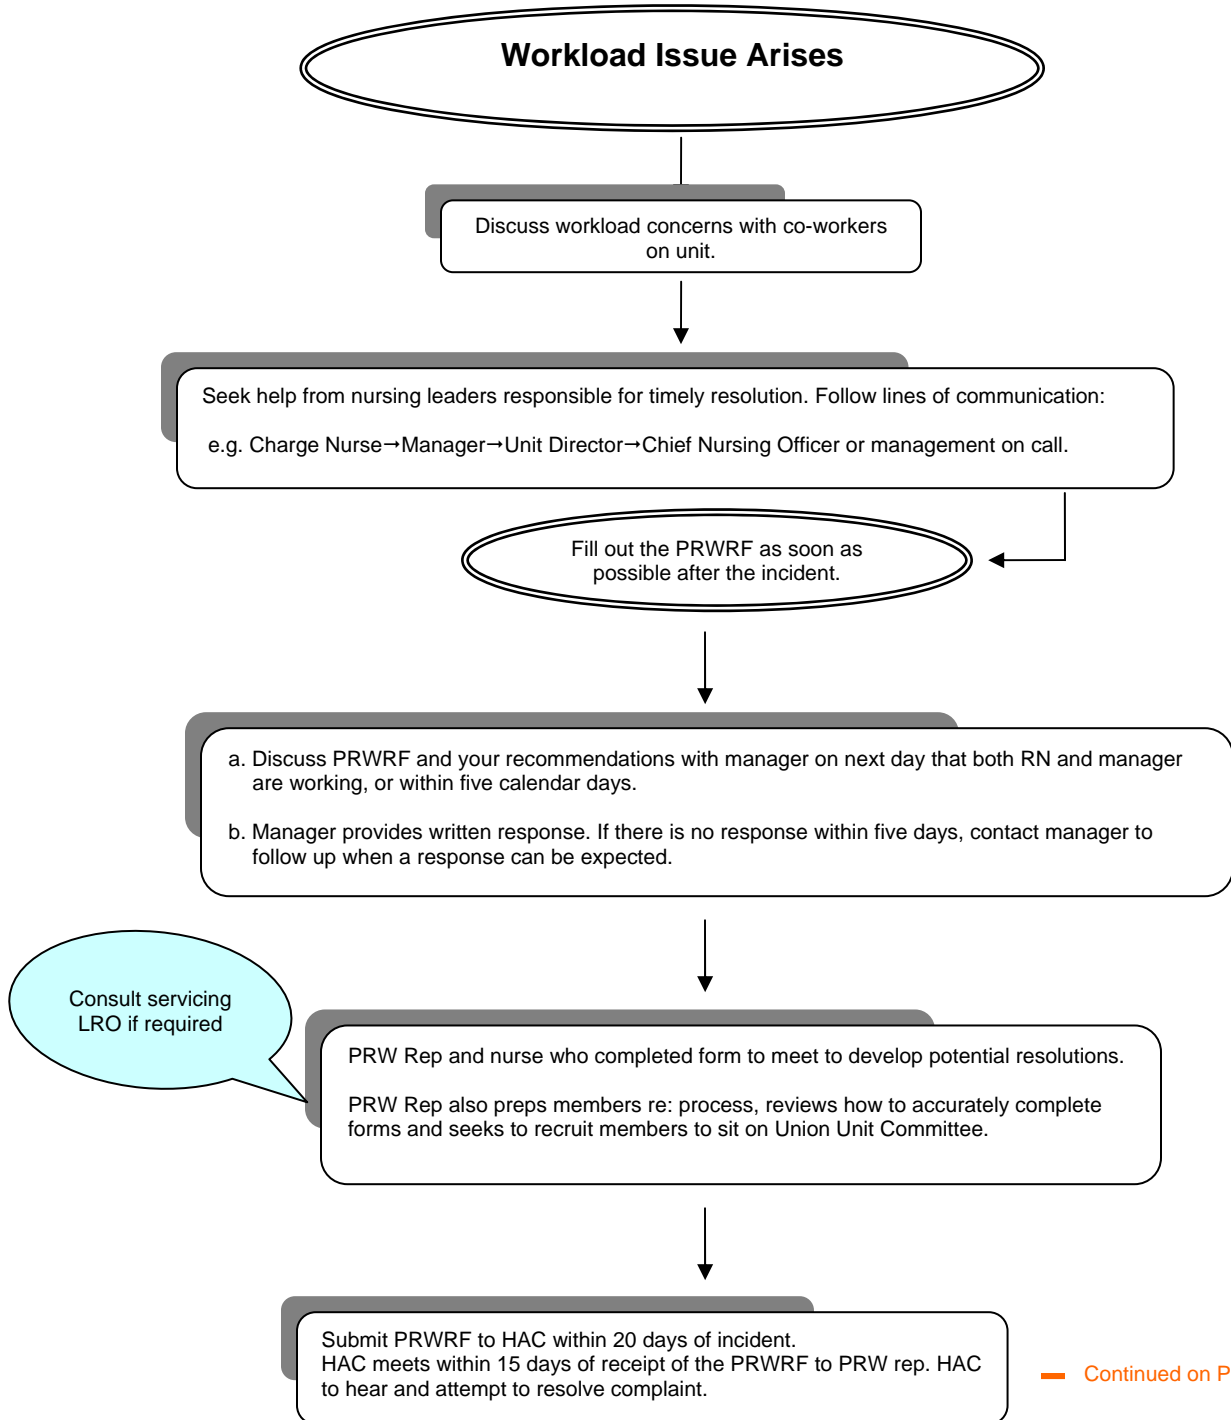 Workload Issue Arises
Discuss workload concerns with co-workers
on unit.
Seek help from nursing leaders responsible for timely resolution. Follow lines of communication:
e.g. Charge Nurse→Manager→Unit Director→Chief Nursing Officer or management on call.
Fill out the PRWRF as soon as
possible after the incident.
a. Discuss PRWRF and your recommendations with manager on next day that both RN and manager
are working, or within five calendar days.
b. Manager provides written response. If there is no response within five days, contact manager to
follow up when a response can be expected.
Consult servicing
LRO if required
PRW Rep and nurse who completed form to meet to develop potential resolutions.
PRW Rep also preps members re: process, reviews how to accurately complete
forms and seeks to recruit members to sit on Union Unit Committee.
Submit PRWRF to HAC within 20 days of incident.
HAC meets within 15 days of receipt of the PRWRF to PRW rep. HAC
to hear and attempt to resolve complaint.
Continued on P